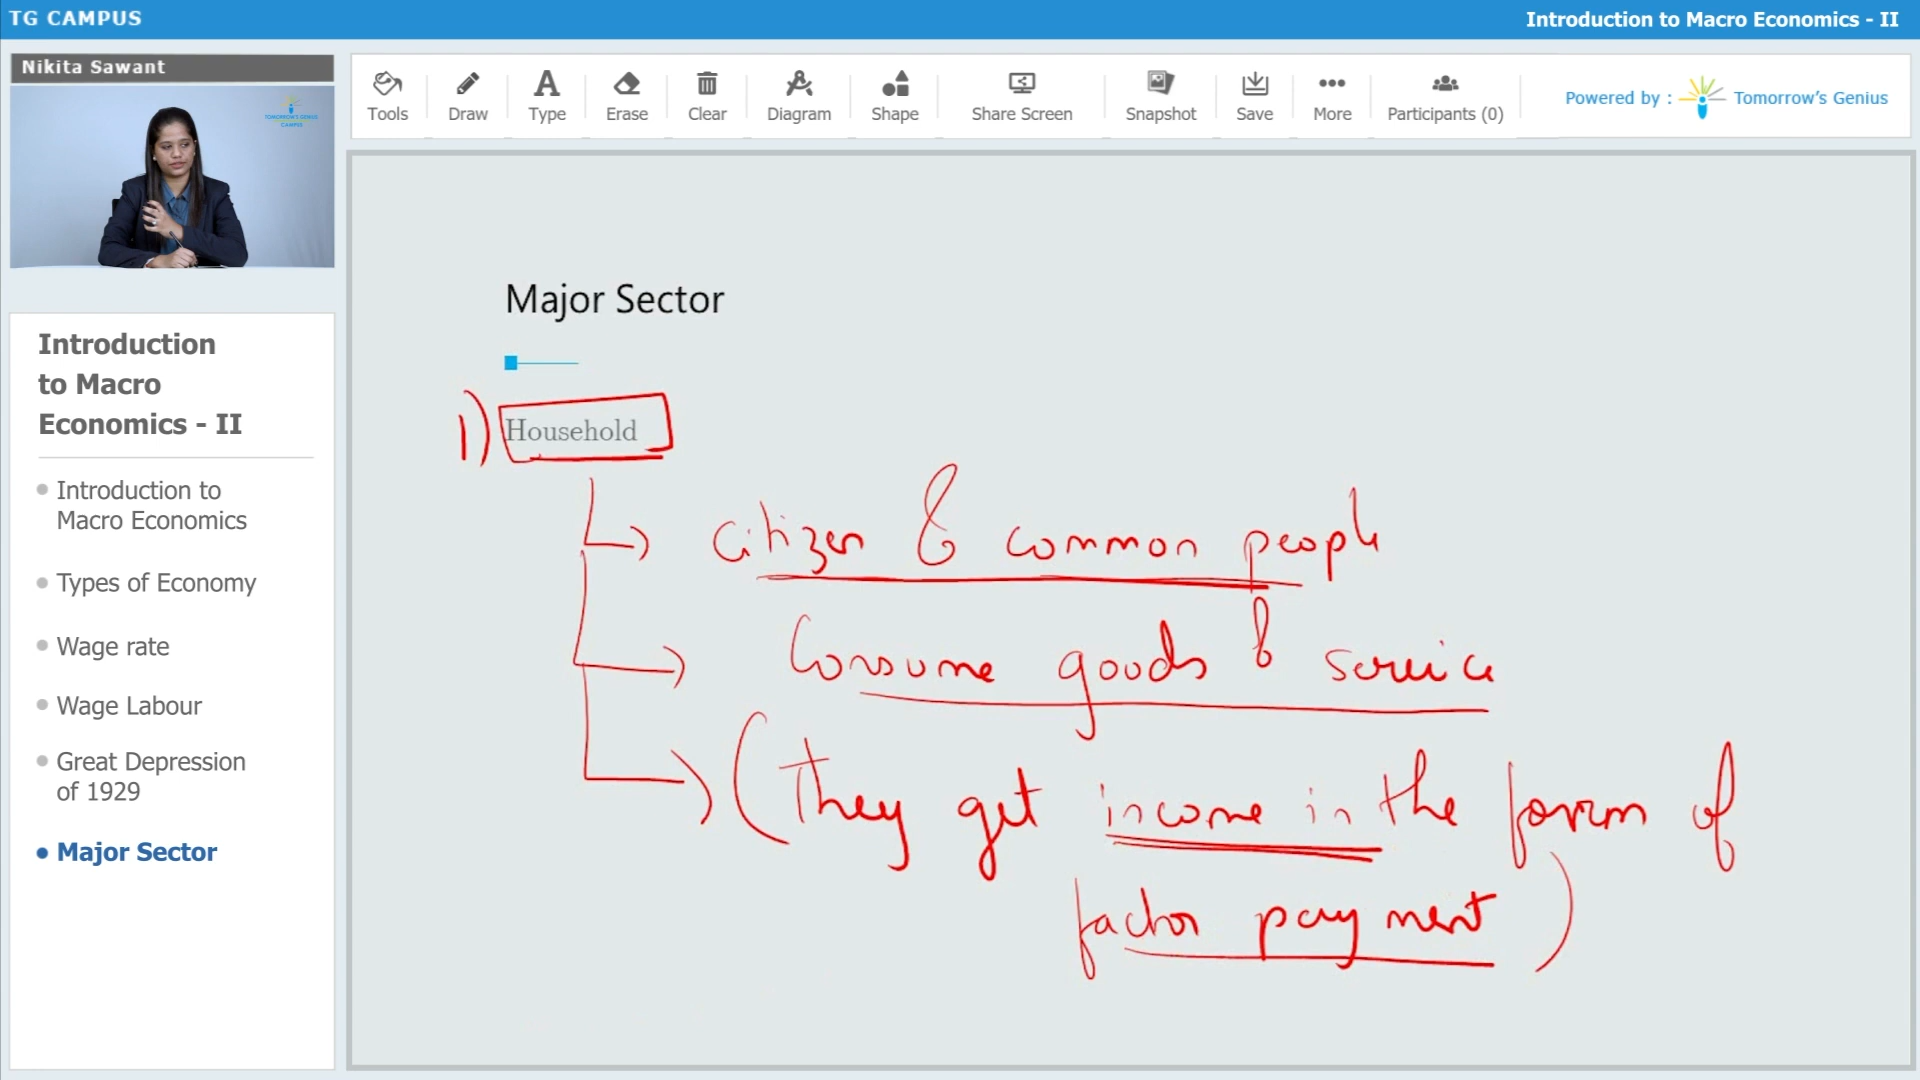 TG CAMPUS
Introduction to Macro Economics - II
Nikita Sawant
TOMORROW'S GENIUS
CAMPUS
Tools
Draw
Type
Erase
Clear
Diagram
Shape
Share Screen
Snapshot
Save
More
Participants (0)
Powered by : Tomorrow's Genius
Introduction
to Macro
Economics - II
Introduction to
Macro Economics
Types of Economy
Wage rate
Wage Labour
Great Depression
of 1929
Major Sector
Major Sector
1) Household
citizen & common people
Consume goods & service
(They get income in the form of
factor payment)